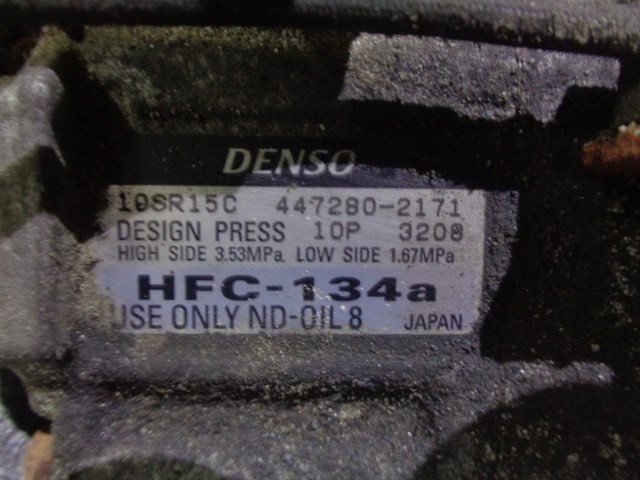 DENSO
10SR15C 447280-2171
DESIGN PRESS 10P 3208
HIGH SIDE 3.53MPa. LOW SIDE 1.67MPa
HFC-134a
USE ONLY ND-OIL 8 JAPAN